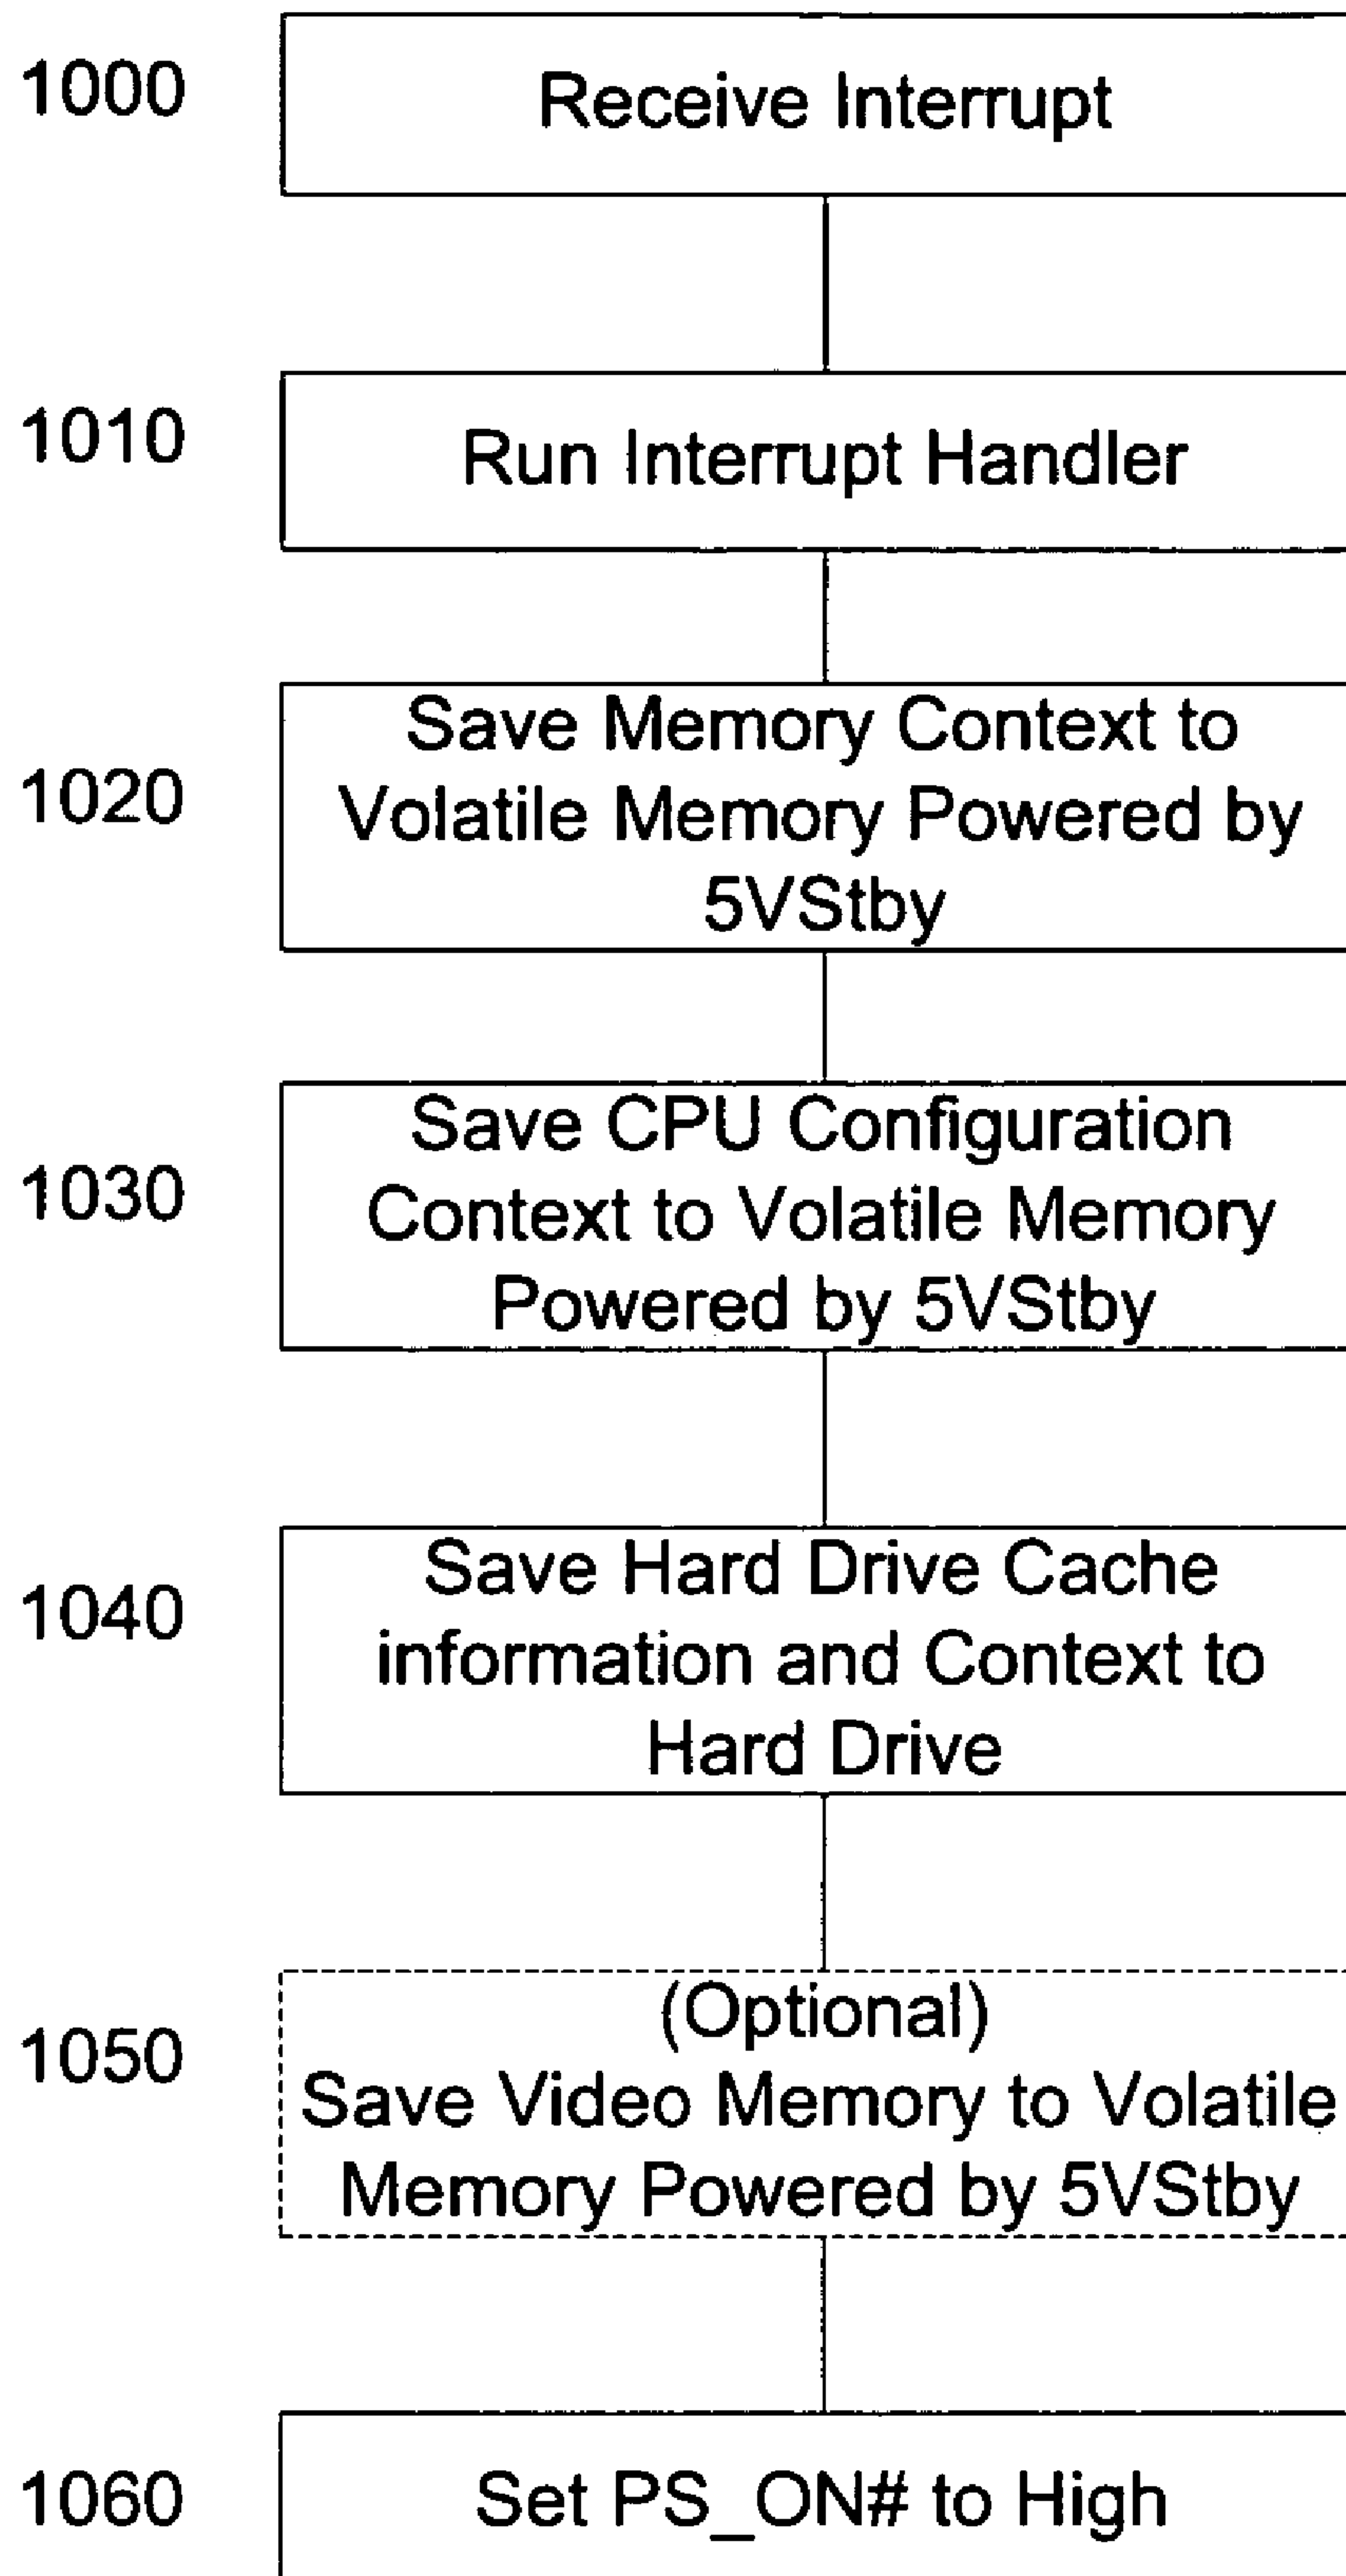 1000
Receive Interrupt
1010
Run Interrupt Handler
1020
Save Memory Context to
Volatile Memory Powered by
5VStby
1030
Save CPU Configuration
Context to Volatile Memory
Powered by 5VStby
1040
Save Hard Drive Cache
information and Context to
Hard Drive
1050
(Optional)
Save Video Memory to Volatile
Memory Powered by 5VStby
1060
Set PS_ON# to High